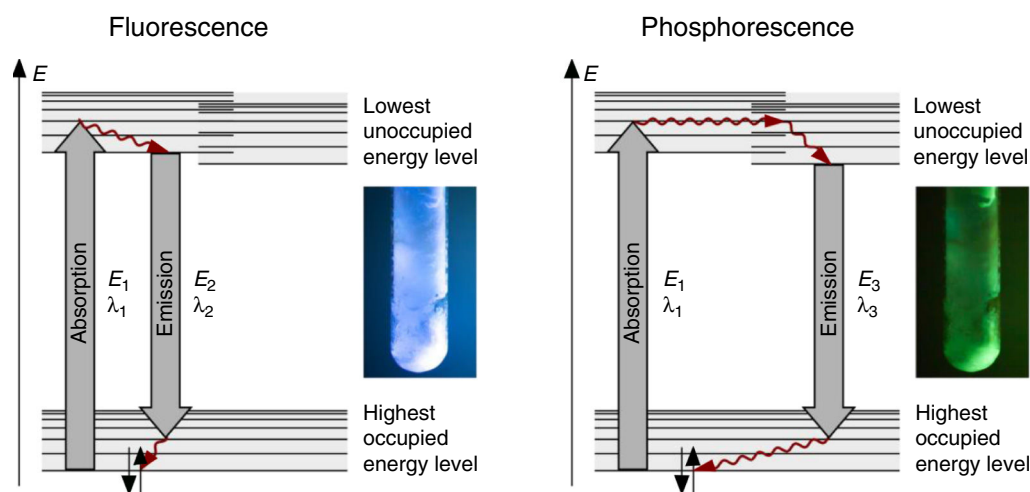 Fluorescence
E
Lowest
unoccupied
energy level
Absorption
E1
λ1
Emission
E2
λ2
Highest
occupied
energy level
Phosphorescence
E
Lowest
unoccupied
energy level
Absorption
E1
λ1
Emission
E3
λ3
Highest
occupied
energy level